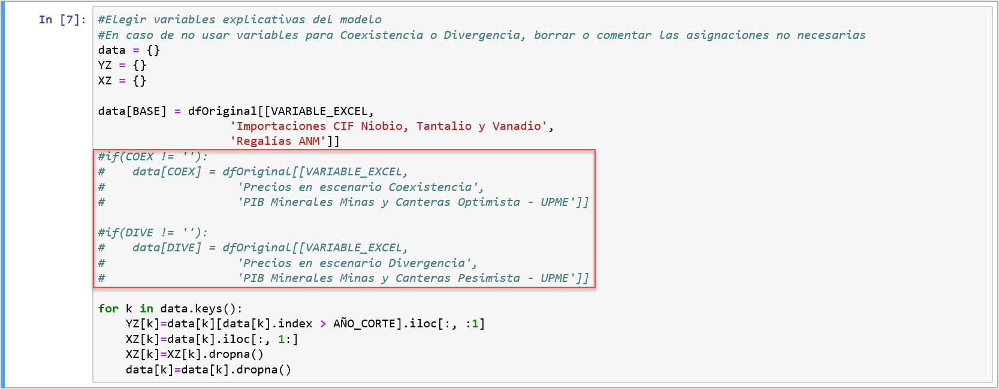 In [7]:
#Elegir variables explicativas del modelo
#En caso de no usar variables para Coexistencia o Divergencia, borrar o comentar las asignaciones no necesarias
data = {}
YZ = {}
XZ = {}

data[BASE] = dfOriginal[[VARIABLE_EXCEL,
                   'Importaciones CIF Niobio, Tantalio y Vanadio',
                   'Regalías ANM']]
#if(COEX != ''):
#    data[COEX] = dfOriginal[[VARIABLE_EXCEL,
#                   'Precios en escenario Coexistencia',
#                   'PIB Minerales Minas y Canteras Optimista - UPME']]

#if(DIVE != ''):
#    data[DIVE] = dfOriginal[[VARIABLE_EXCEL,
#                   'Precios en escenario Divergencia',
#                   'PIB Minerales Minas y Canteras Pesimista - UPME']]

for k in data.keys():
    YZ[k]=data[k][data[k].index > AÑO_CORTE].iloc[:, :1]
    XZ[k]=data[k].iloc[:, 1:]
    XZ[k]=XZ[k].dropna()
    data[k]=data[k].dropna()